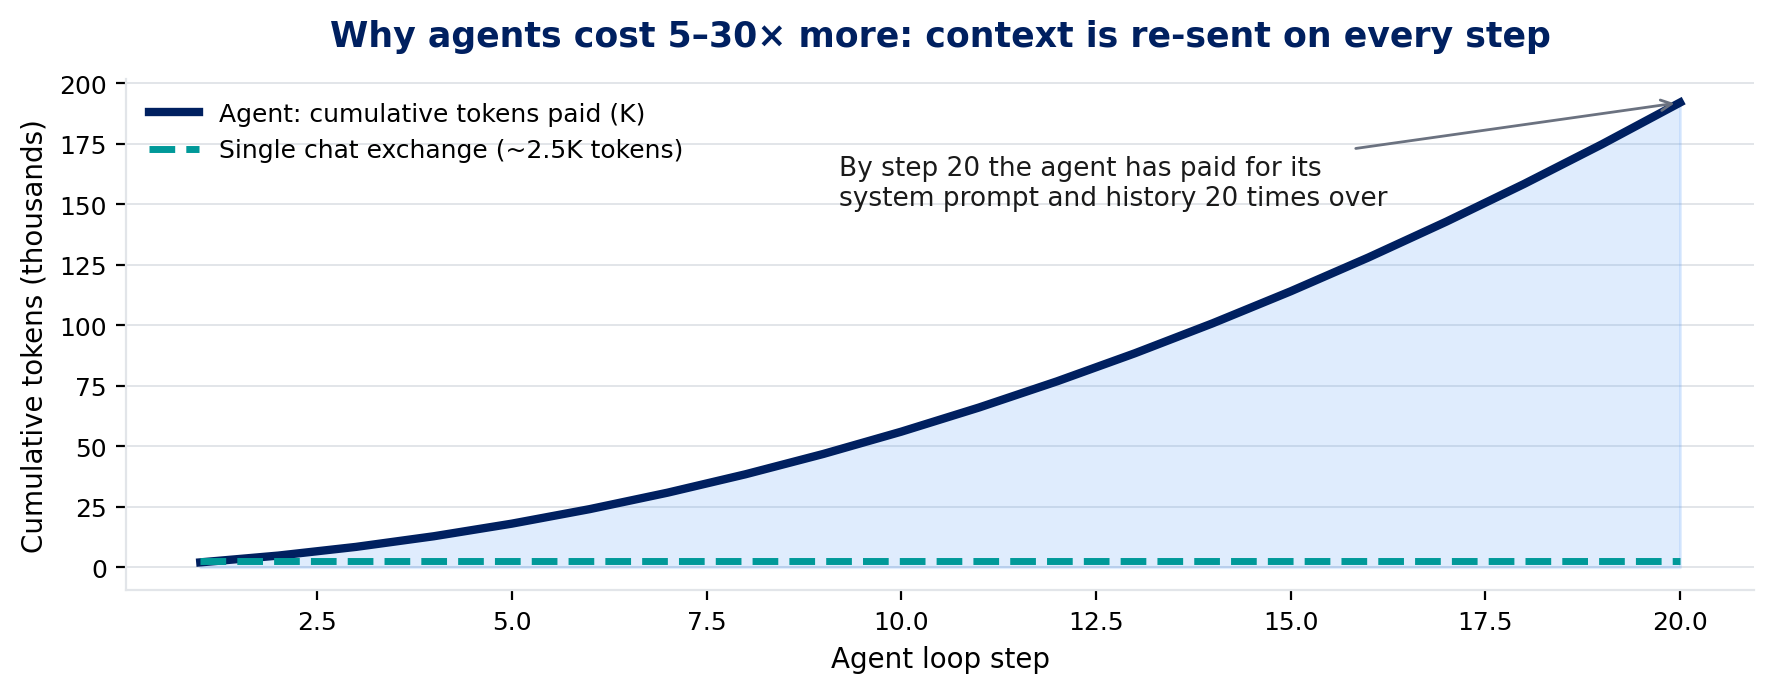 Why agents cost 5–30× more: context is re-sent on every step
Cumulative tokens (thousands)
200
175
150
125
100
75
50
25
0
Agent: cumulative tokens paid (K)
Single chat exchange (~2.5K tokens)
By step 20 the agent has paid for its
system prompt and history 20 times over
2.5 5.0 7.5 10.0 12.5 15.0 17.5 20.0
Agent loop step